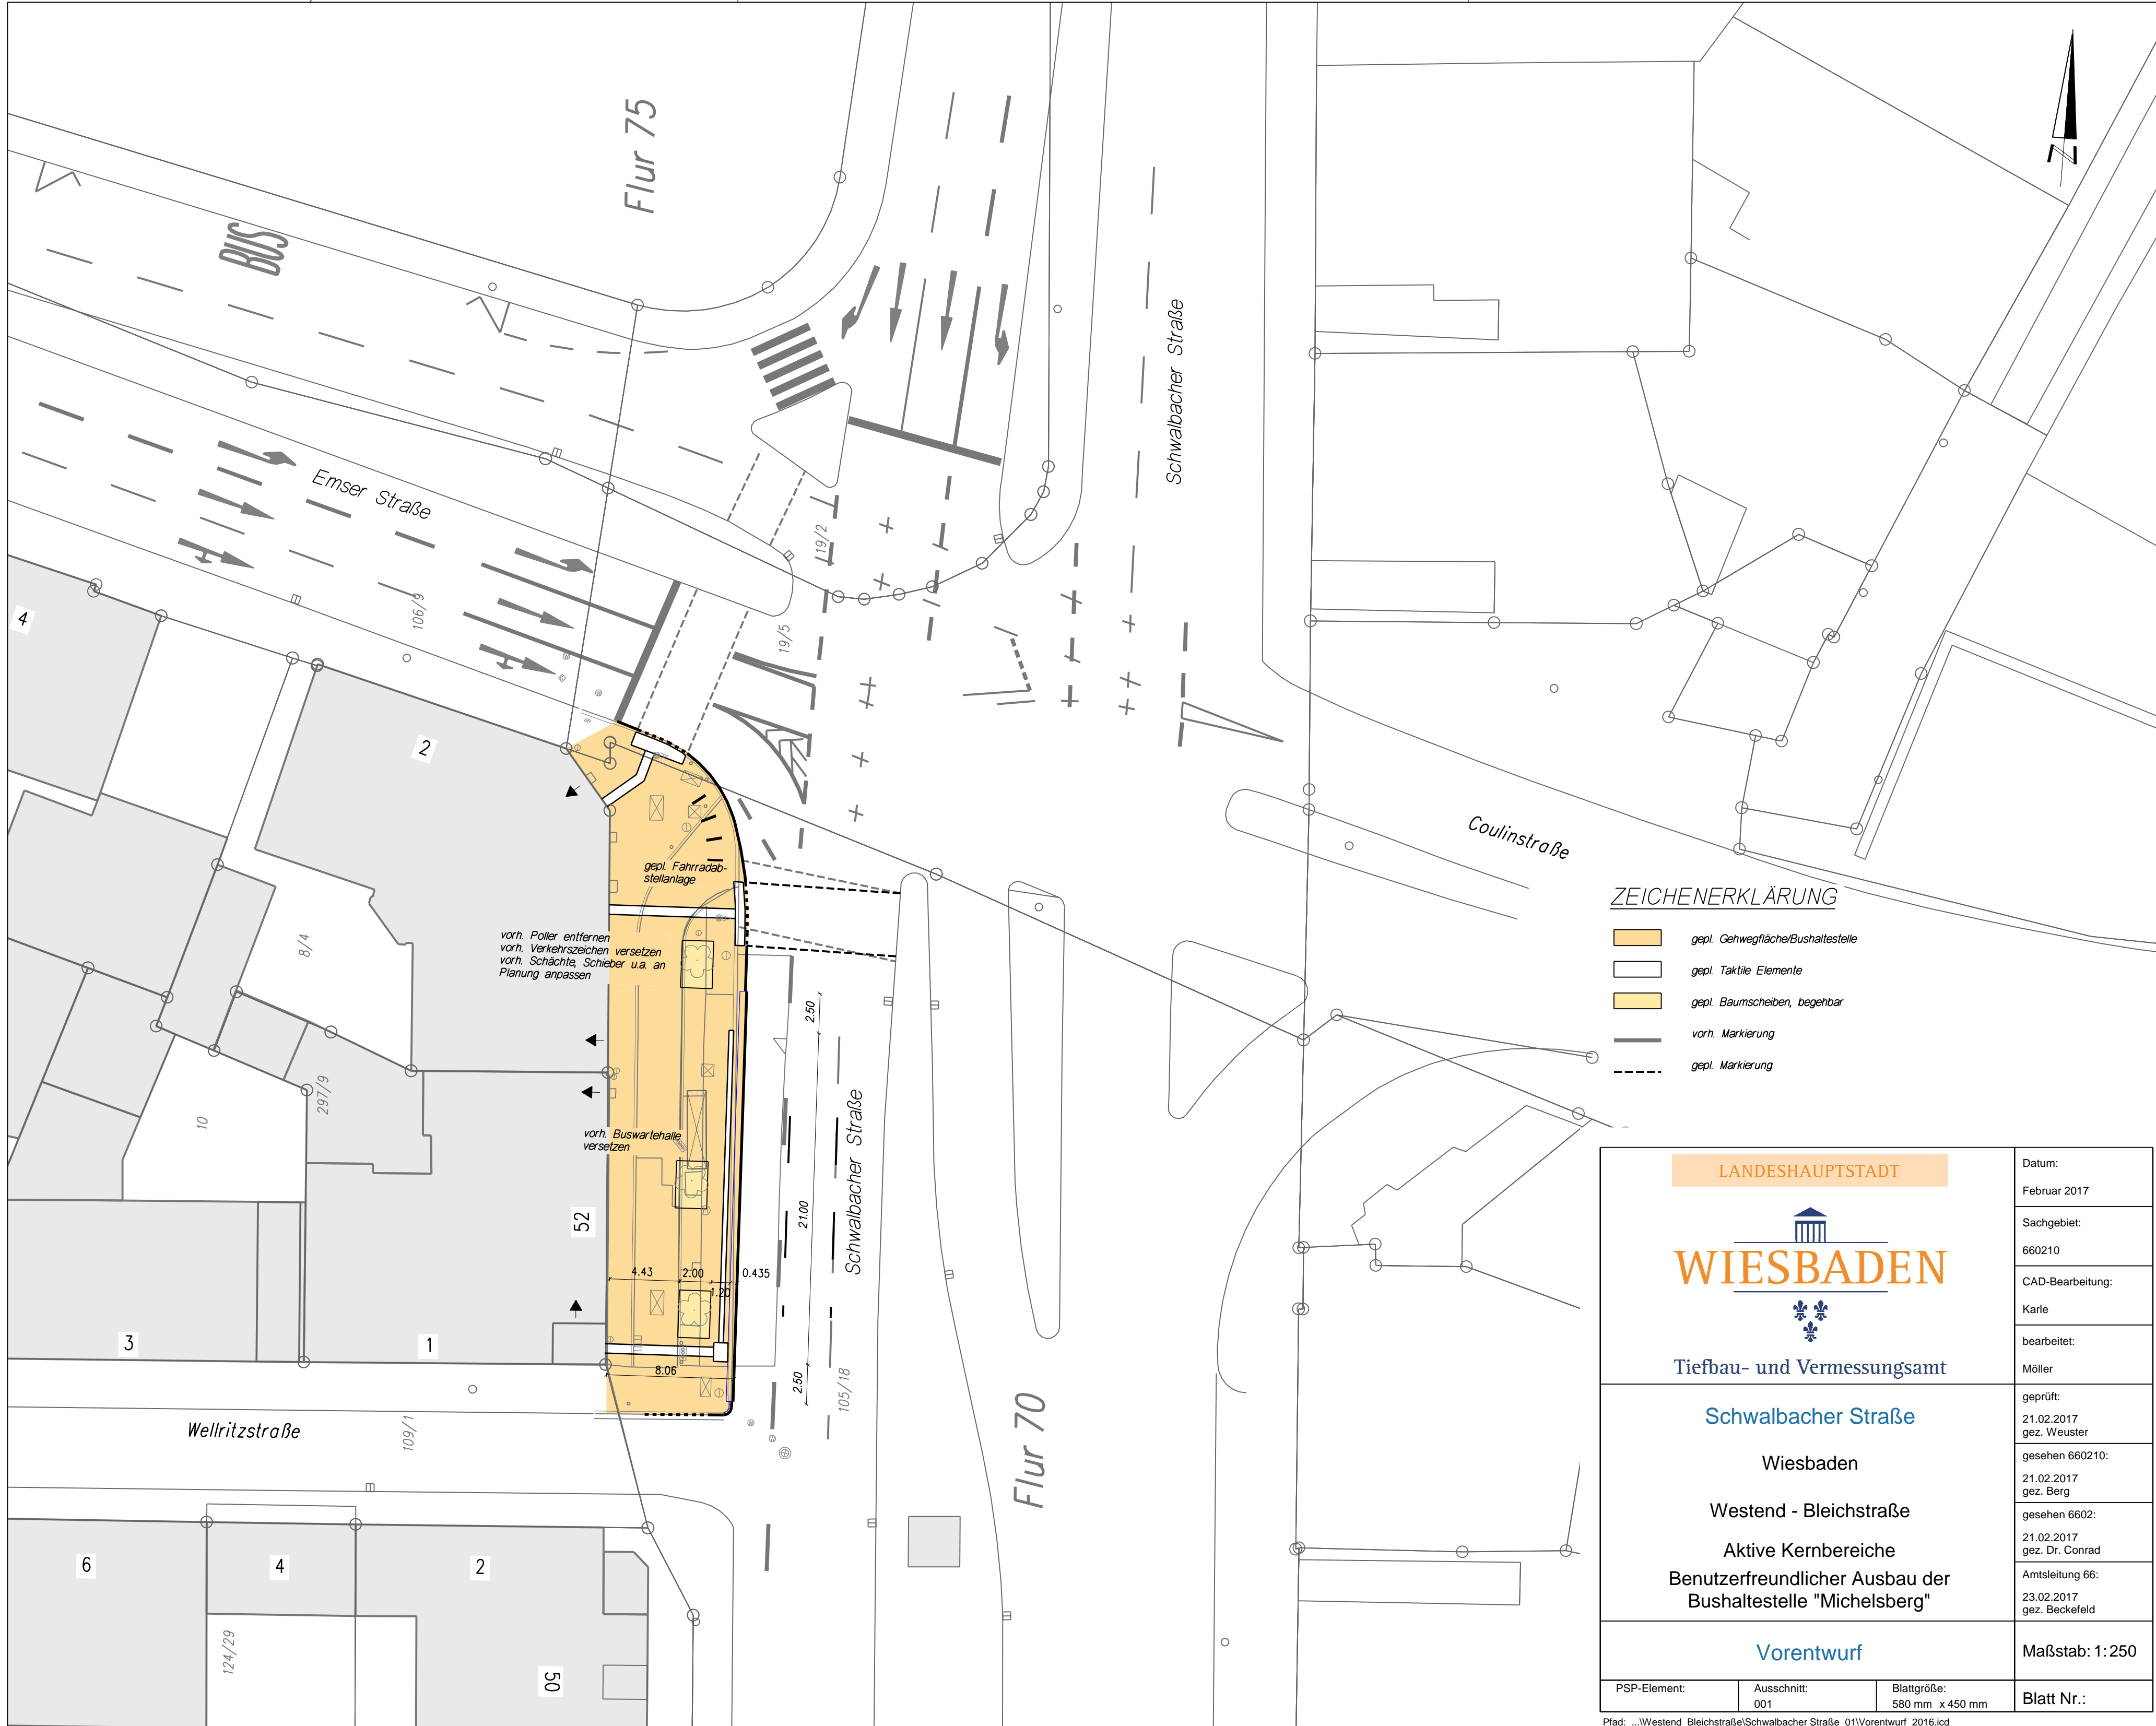 Flur 75
BUS
Schwalbacher Straße
Emser Straße
19/2
19/5
106/9
4
2
Coulinstraße
gepl. Fahrradab-
stellanlage
vorh. Poller entfernen
vorh. Verkehrszeichen versetzen
vorh. Schächte, Schieber u.a. an
Planung anpassen
8/4
297/9
10
vorh. Buswartehalle
versetzen
52
2.50
21.00
2.50
Schwalbacher Straße
4.43
2.00
1.20
0.435
8.06
3
1
105/18
Wellritzstraße
109/1
Flur 70
6
4
2
124/29
50
N
ZEICHENERKLÄRUNG
gepl. Gehwegfläche/Bushaltestelle
gepl. Taktile Elemente
gepl. Baumscheiben, begehbar
vorh. Markierung
gepl. Markierung
LANDESHAUPTSTADT
WIESBADEN
Tiefbau- und Vermessungsamt
Schwalbacher Straße
Wiesbaden
Westend - Bleichstraße
Aktive Kernbereiche
Benutzerfreundlicher Ausbau der
Bushaltestelle "Michelsberg"
Vorentwurf
Datum:
Februar 2017
Sachgebiet:
660210
CAD-Bearbeitung:
Karle
bearbeitet:
Möller
geprüft:
21.02.2017
gez. Weuster
gesehen 660210:
21.02.2017
gez. Berg
gesehen 6602:
21.02.2017
gez. Dr. Conrad
Amtsleitung 66:
23.02.2017
gez. Beckefeld
Maßstab: 1:250
PSP-Element:
Ausschnitt:
001
Blattgröße:
580 mm x 450 mm
Blatt Nr.:
Pfad: ...\Westend_Bleichstraße\Schwalbacher Straße_01\Vorentwurf_2016.icd